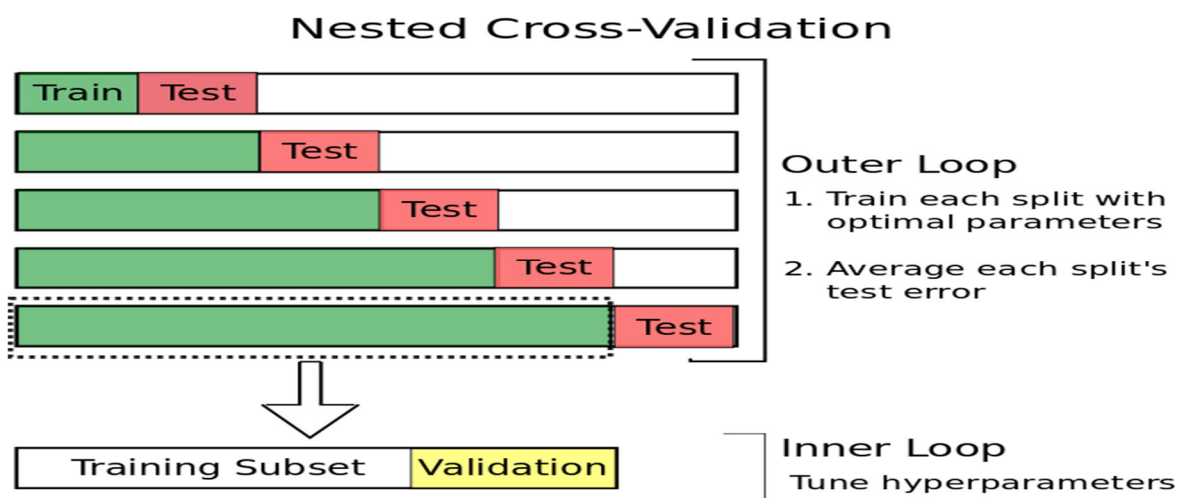 Nested Cross-Validation
Train Test
Test
Test
Test
Test
Outer Loop
1. Train each split with
optimal parameters
2. Average each split's
test error
Training Subset Validation
Inner Loop
Tune hyperparameters